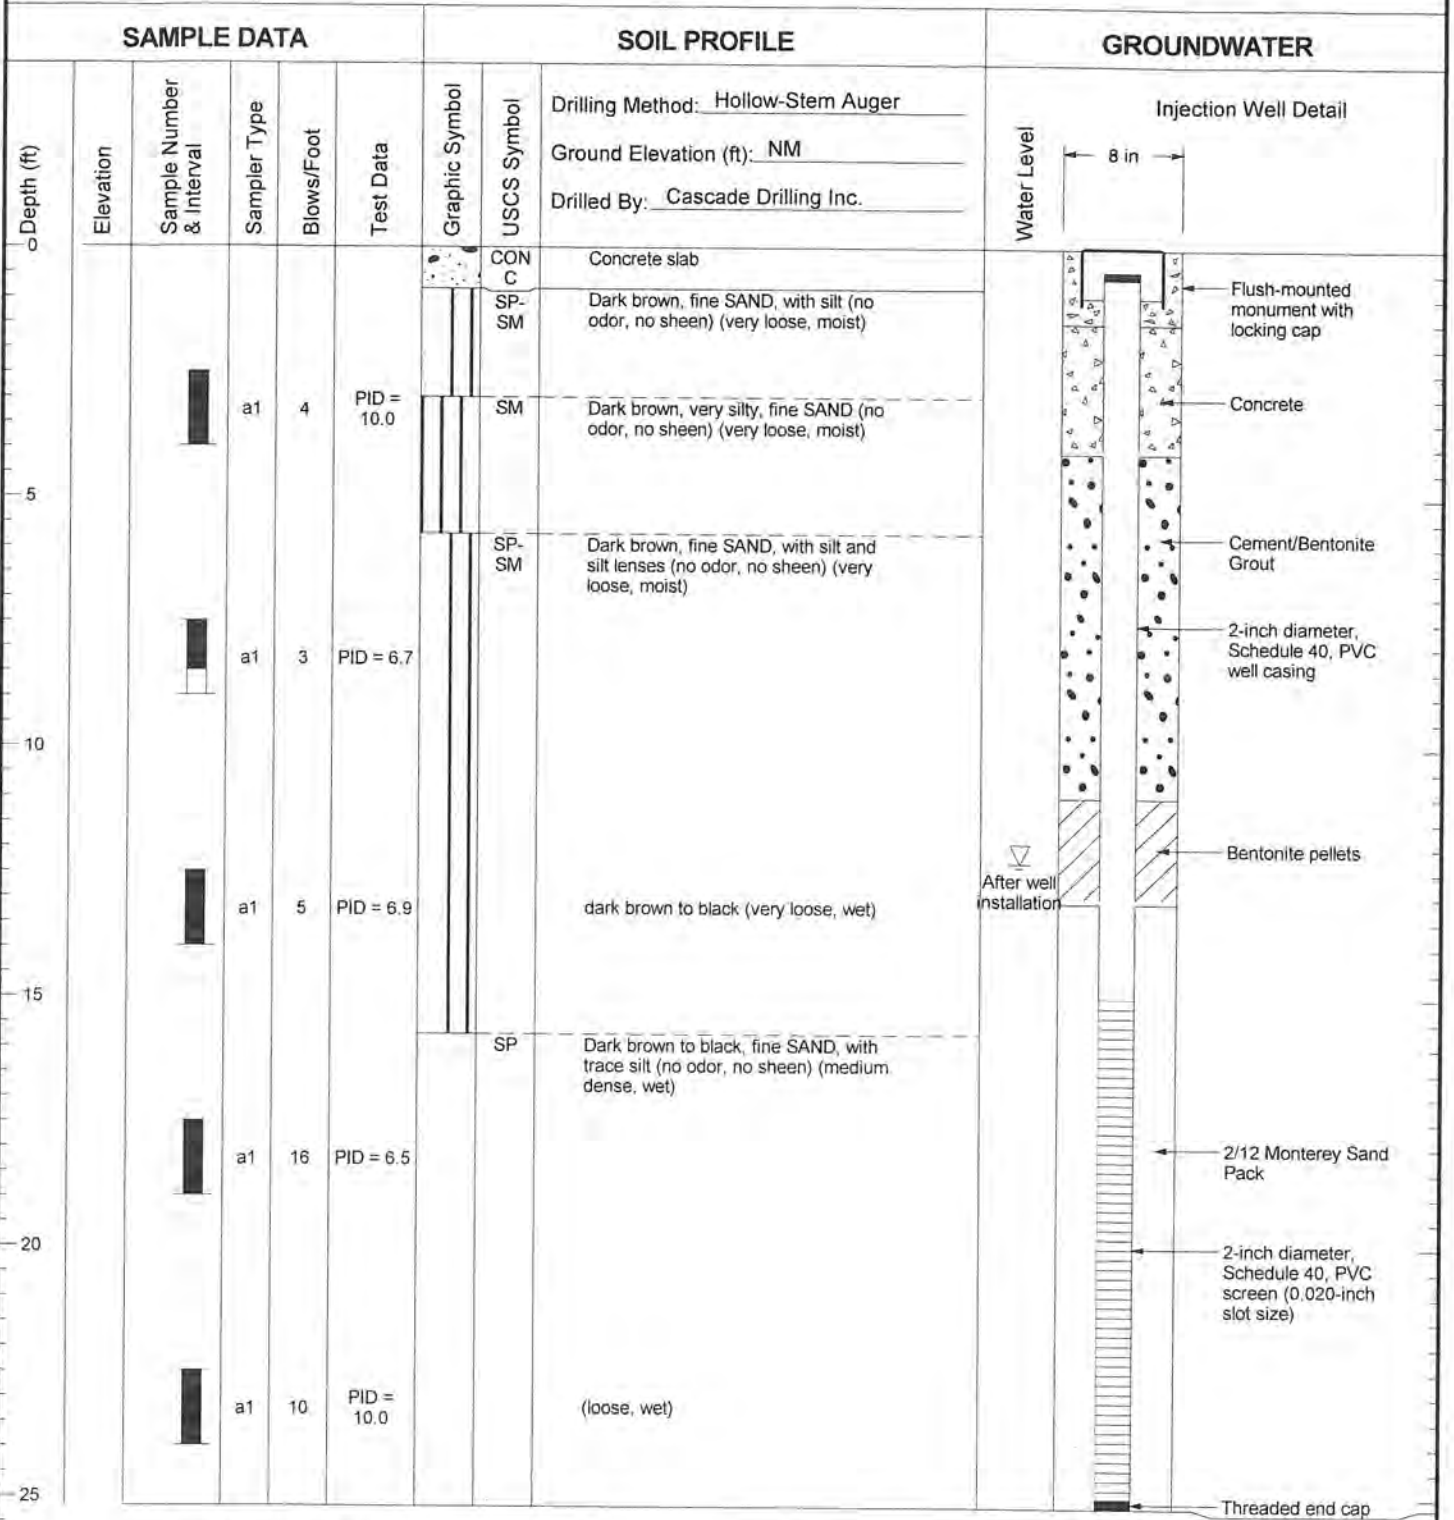 SAMPLE DATA
SOIL PROFILE
GROUNDWATER
Depth (ft)
Elevation
Sample Number
& Interval
Sampler Type
Blows/Foot
Test Data
Graphic Symbol
USCS Symbol
Drilling Method: Hollow-Stem Auger
Ground Elevation (ft): NM
Drilled By: Cascade Drilling Inc.
Water Level
Injection Well Detail
8 in
0
CON
C
Concrete slab
SP-
SM
Dark brown, fine SAND, with silt (no
odor, no sheen) (very loose, moist)
Flush-mounted
monument with
locking cap
a1
4
PID =
10.0
SM
Dark brown, very silty, fine SAND (no
odor, no sheen) (very loose, moist)
Concrete
5
SP-
SM
Dark brown, fine SAND, with silt and
silt lenses (no odor, no sheen) (very
loose, moist)
Cement/Bentonite
Grout
a1
3
PID = 6.7
2-inch diameter,
Schedule 40, PVC
well casing
10
Bentonite pellets
After well
installation
a1
5
PID = 6.9
dark brown to black (very loose, wet)
15
SP
Dark brown to black, fine SAND, with
trace silt (no odor, no sheen) (medium
dense, wet)
a1
16
PID = 6.5
2/12 Monterey Sand
Pack
20
2-inch diameter,
Schedule 40, PVC
screen (0.020-inch
slot size)
a1
10
PID =
10.0
(loose, wet)
25
Threaded end cap